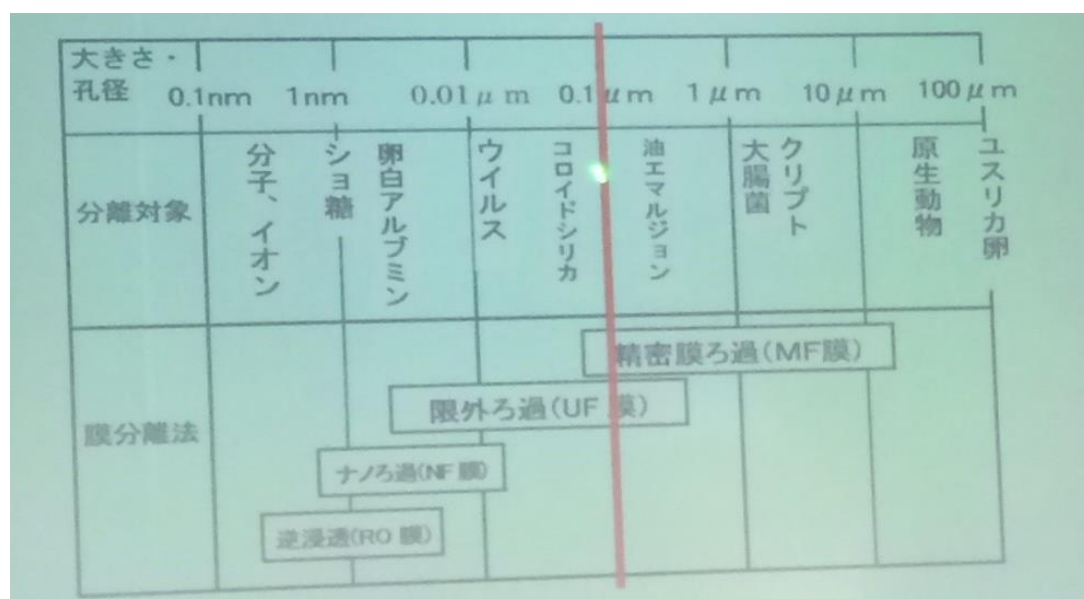 大きさ・
孔径 0.1nm 1nm 0.01μm 0.1μm 1μm 10μm 100μm
分離対象
分子、イオン
ショ糖
卵白アルブミン
ウイルス
コロイドシリカ
油エマルジョン
大腸菌
クリプト
原生動物
ユスリカ卵
膜分離法
精密膜ろ過(MF膜)
限外ろ過(UF膜)
ナノろ過(NF膜)
逆浸透(RO膜)